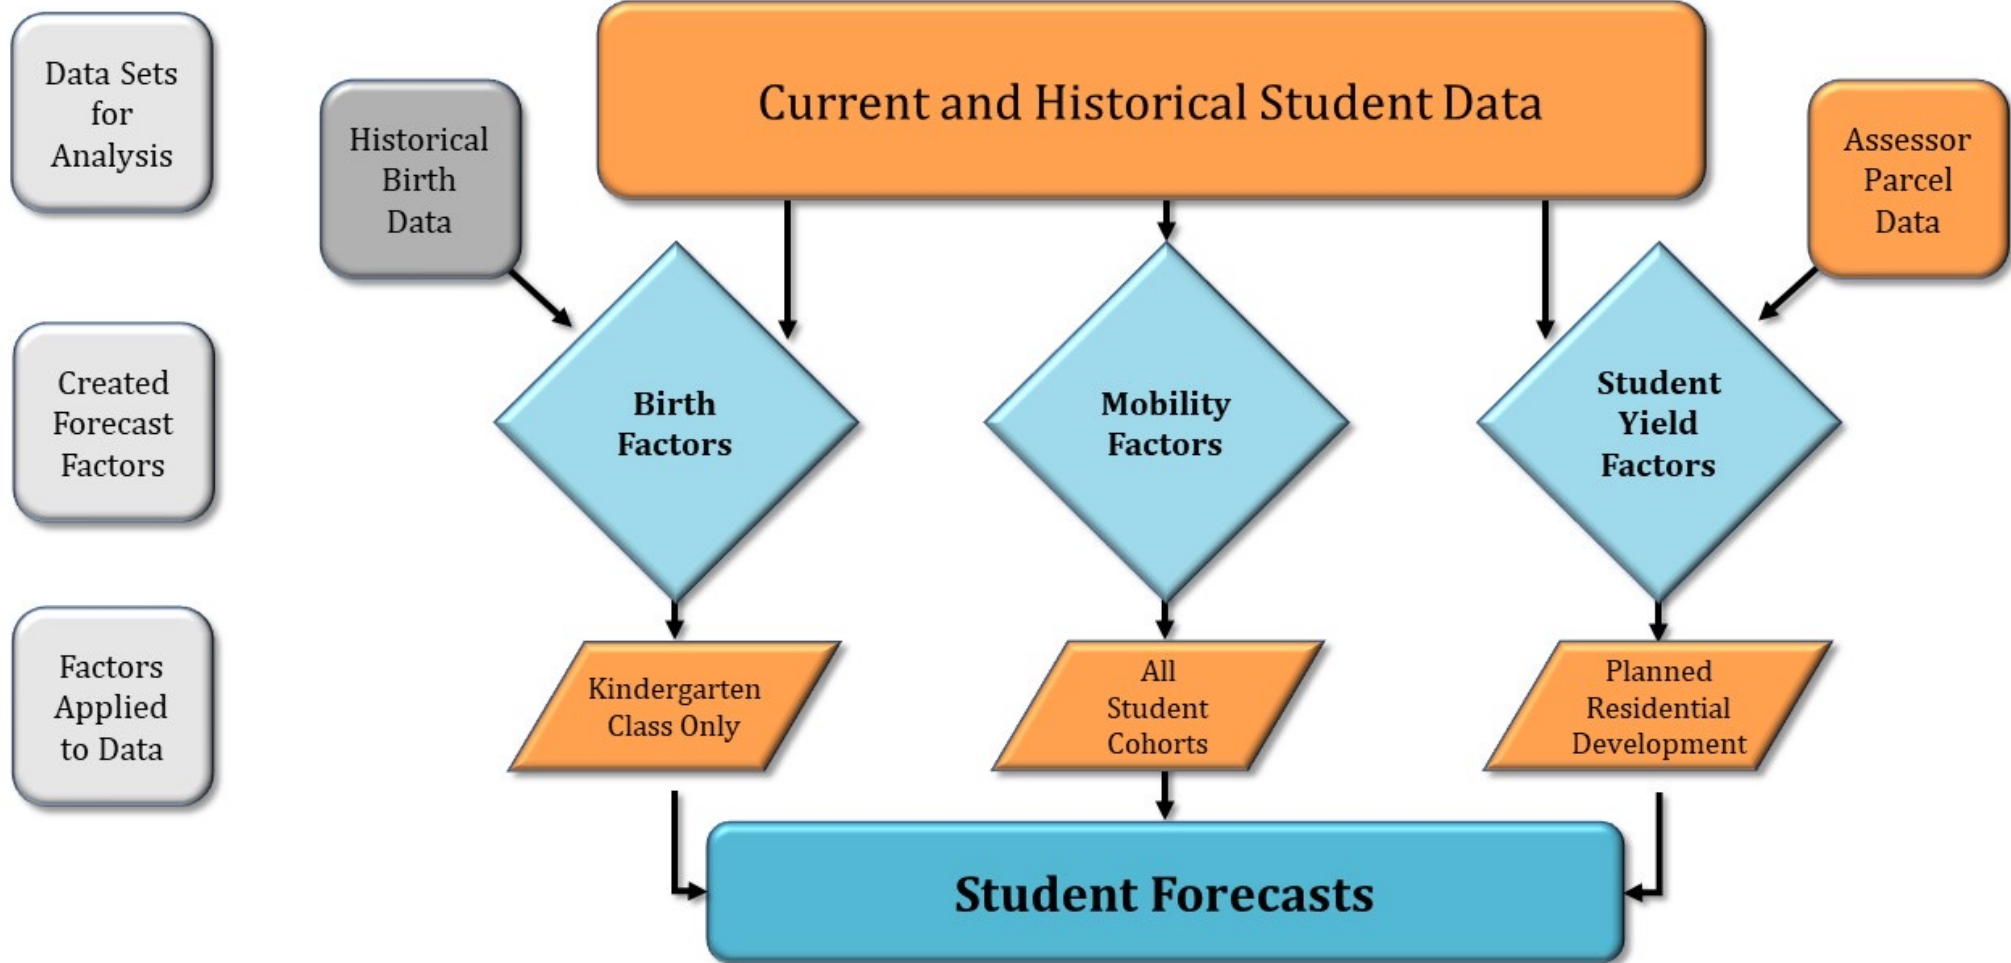 Data Sets
for
Analysis
Historical
Birth
Data
Current and Historical Student Data
Assessor
Parcel
Data
Created
Forecast
Factors
Birth
Factors
Mobility
Factors
Student
Yield
Factors
Factors
Applied
to Data
Kindergarten
Class Only
All
Student
Cohorts
Planned
Residential
Development
Student Forecasts